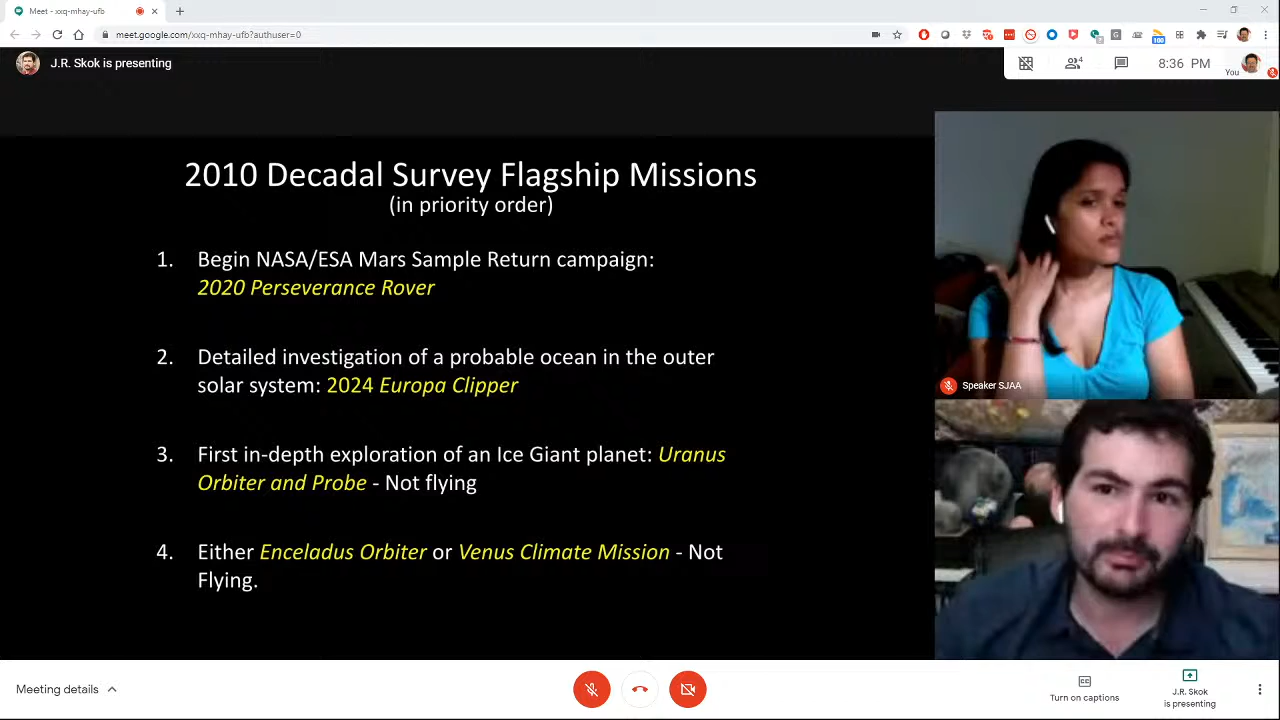 Meet - xxq-mhay-ufb
meet.google.com/xxq-mhay-ufb?authuser=0
100
J.R. Skok is presenting
4
8:36 PM
You
2010 Decadal Survey Flagship Missions
(in priority order)
1. Begin NASA/ESA Mars Sample Return campaign:
2020 Perseverance Rover
2. Detailed investigation of a probable ocean in the outer
solar system: 2024 Europa Clipper
3. First in-depth exploration of an Ice Giant planet: Uranus
Orbiter and Probe - Not flying
4. Either Enceladus Orbiter or Venus Climate Mission - Not
Flying.
Speaker SJAA
Meeting details
Turn on captions
J.R. Skok
is presenting